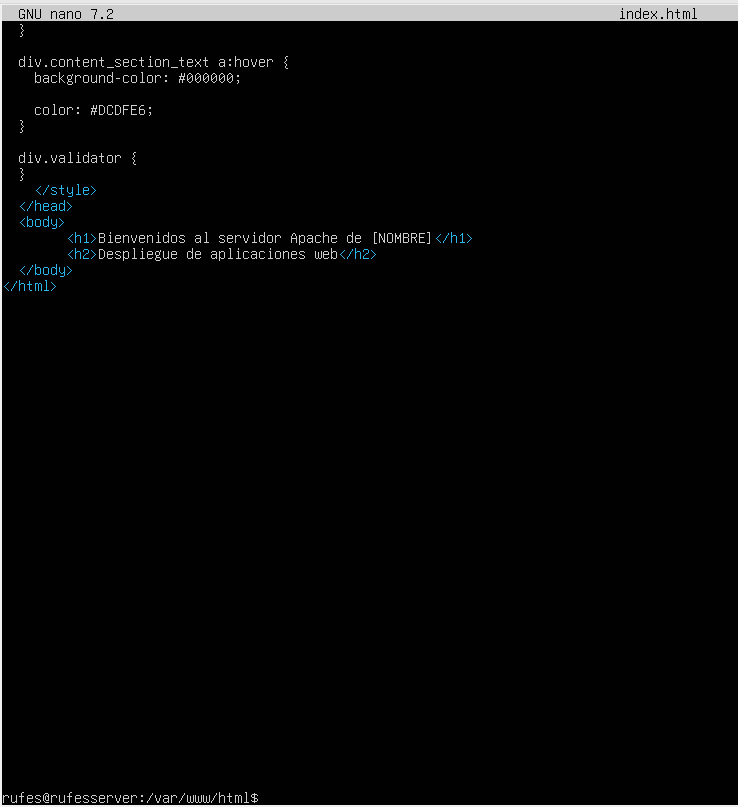 GNU nano 7.2 index.html
}
div.content_section_text a:hover {
background-color: #000000;
color: #DCDFE6;
}
div.validator {
}
</style>
</head>
<body>
<h1>Bienvenidos al servidor Apache de [NOMBRE]</h1>
<h2>Despliegue de aplicaciones web</h2>
</body>
</html>
rufes@rufesserver:/var/www/html$